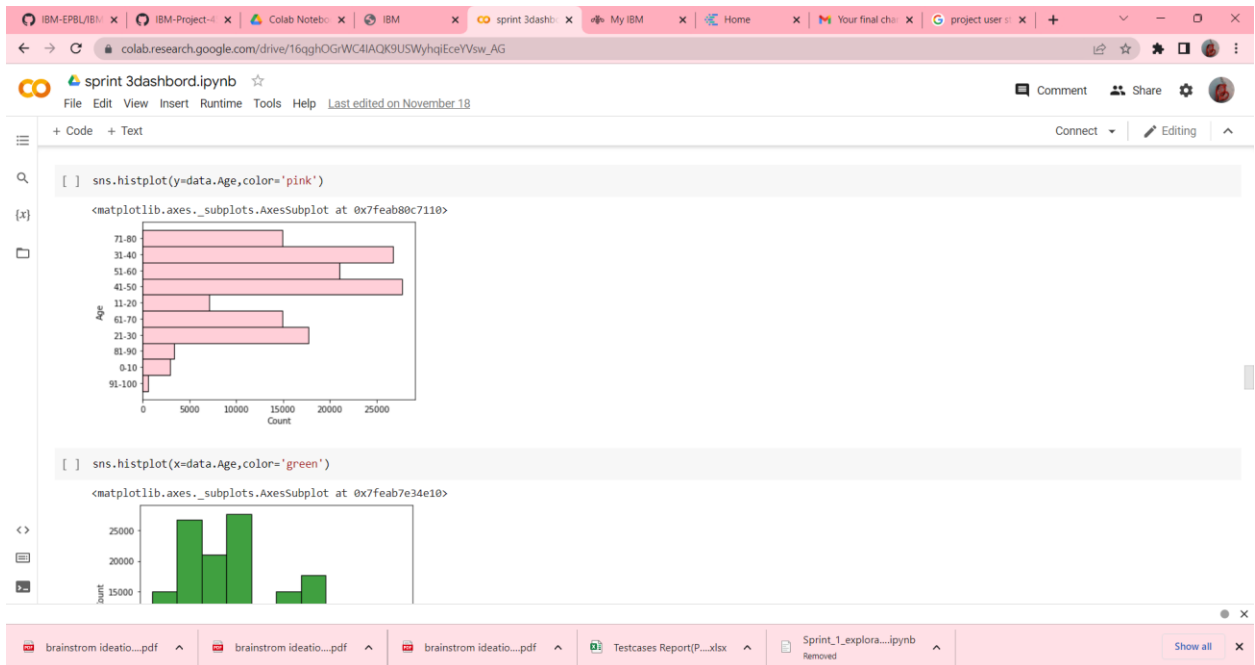 IBM-EPBL/IBM
IBM-Project-4
Colab Notebo
IBM
sprint 3dashbo
My IBM
Home
Your final cha
project user st
colab.research.google.com/drive/16qghOGrWC4IAQK9USWyhqiEceYVsw_AG
sprint 3dashbord.ipynb
Comment
Share
File Edit View Insert Runtime Tools Help Last edited on November 18
+ Code + Text
Connect
Editing
[ ] sns.histplot(y=data.Age,color='pink')
{x}
<matplotlib.axes._subplots.AxesSubplot at 0x7feab80c7110>
71-80
31-40
51-60
41-50
11-20
61-70
21-30
81-90
0-10
91-100
Age
0 5000 10000 15000 20000 25000
Count
[ ] sns.histplot(x=data.Age,color='green')
<matplotlib.axes._subplots.AxesSubplot at 0x7feab7e34e10>
25000
20000
15000
ount
brainstrom ideatio....pdf
brainstrom ideatio....pdf
brainstrom ideatio....pdf
Testcases Report(P....xlsx
Sprint_1_explora....ipynb
Removed
Show all